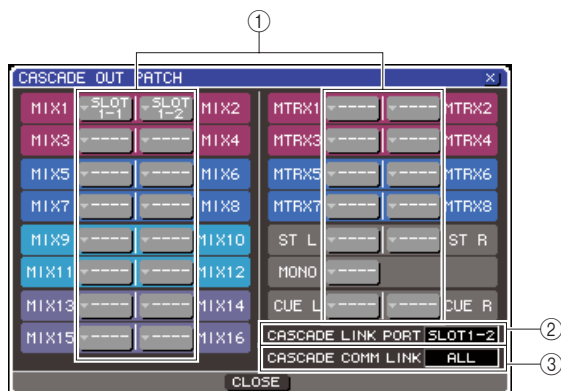 ①
CASCADE OUT PATCH ×
MIX1 SLOT 1-1 SLOT 1-2 MIX2 MTRX1 ---- ---- MTRX2
MIX3 ---- ---- MIX4 MTRX3 ---- ---- MTRX4
MIX5 ---- ---- MIX6 MTRX5 ---- ---- MTRX6
MIX7 ---- ---- MIX8 MTRX7 ---- ---- MTRX8
MIX9 ---- ---- MIX10 ST L ---- ---- ST R
MIX11 ---- ---- MIX12 MONO ----
MIX13 ---- ---- MIX14 CUE L ---- ---- CUE R
MIX15 ---- ---- MIX16 CASCADE LINK PORT SLOT1-2 ②
CASCADE COMM LINK ALL ③
CLOSE